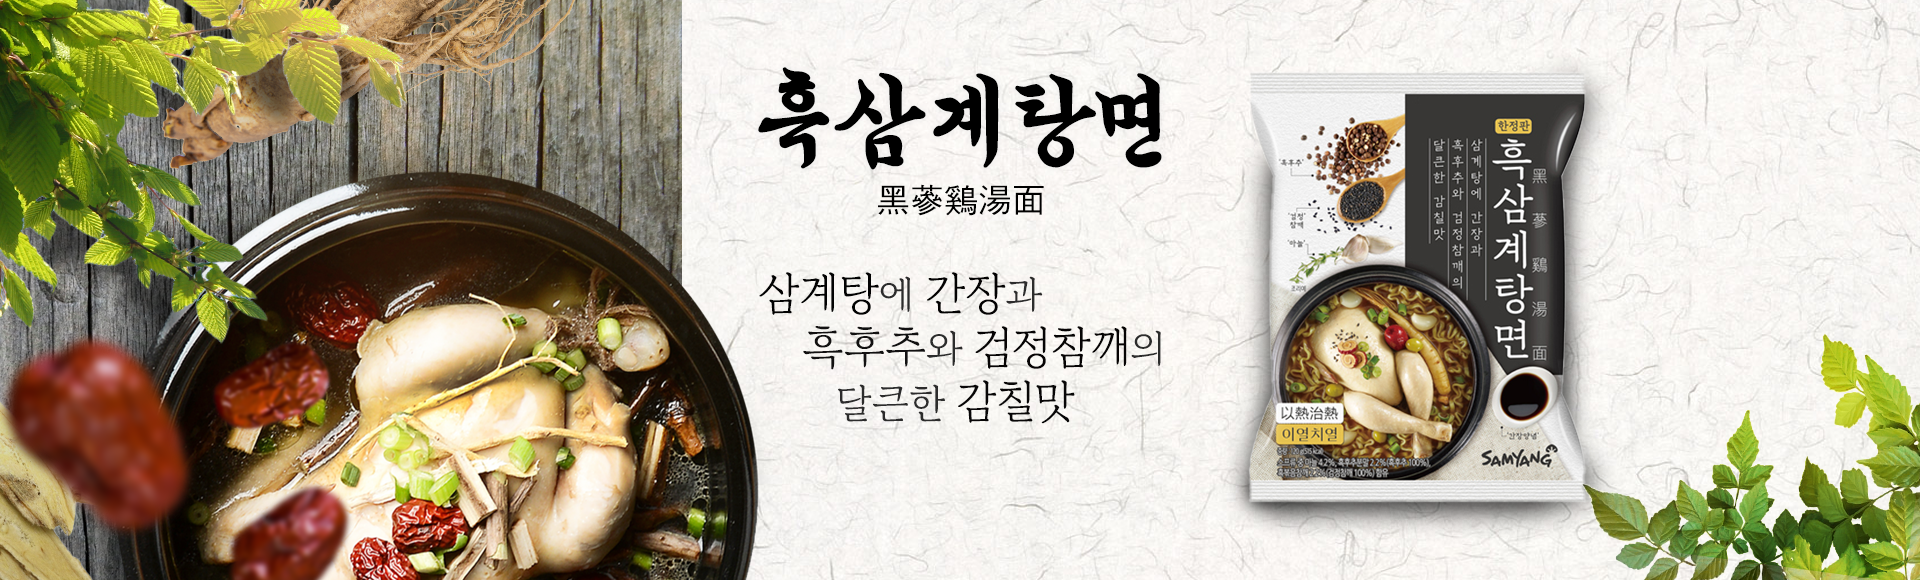 흑삼계탕면
黑蔘鷄湯面
삼계탕에 간장과
흑후추와 검정참깨의
달큰한 감칠맛
한정판
흑삼계탕면
黑蔘鷄湯面
삼계탕에 간장과
흑후추와 검정참깨의
달큰한 감칠맛
'흑후추'
'검정'
참깨
'마늘'
以熱治熱
이열치열
'간장양념'
SAMYANG